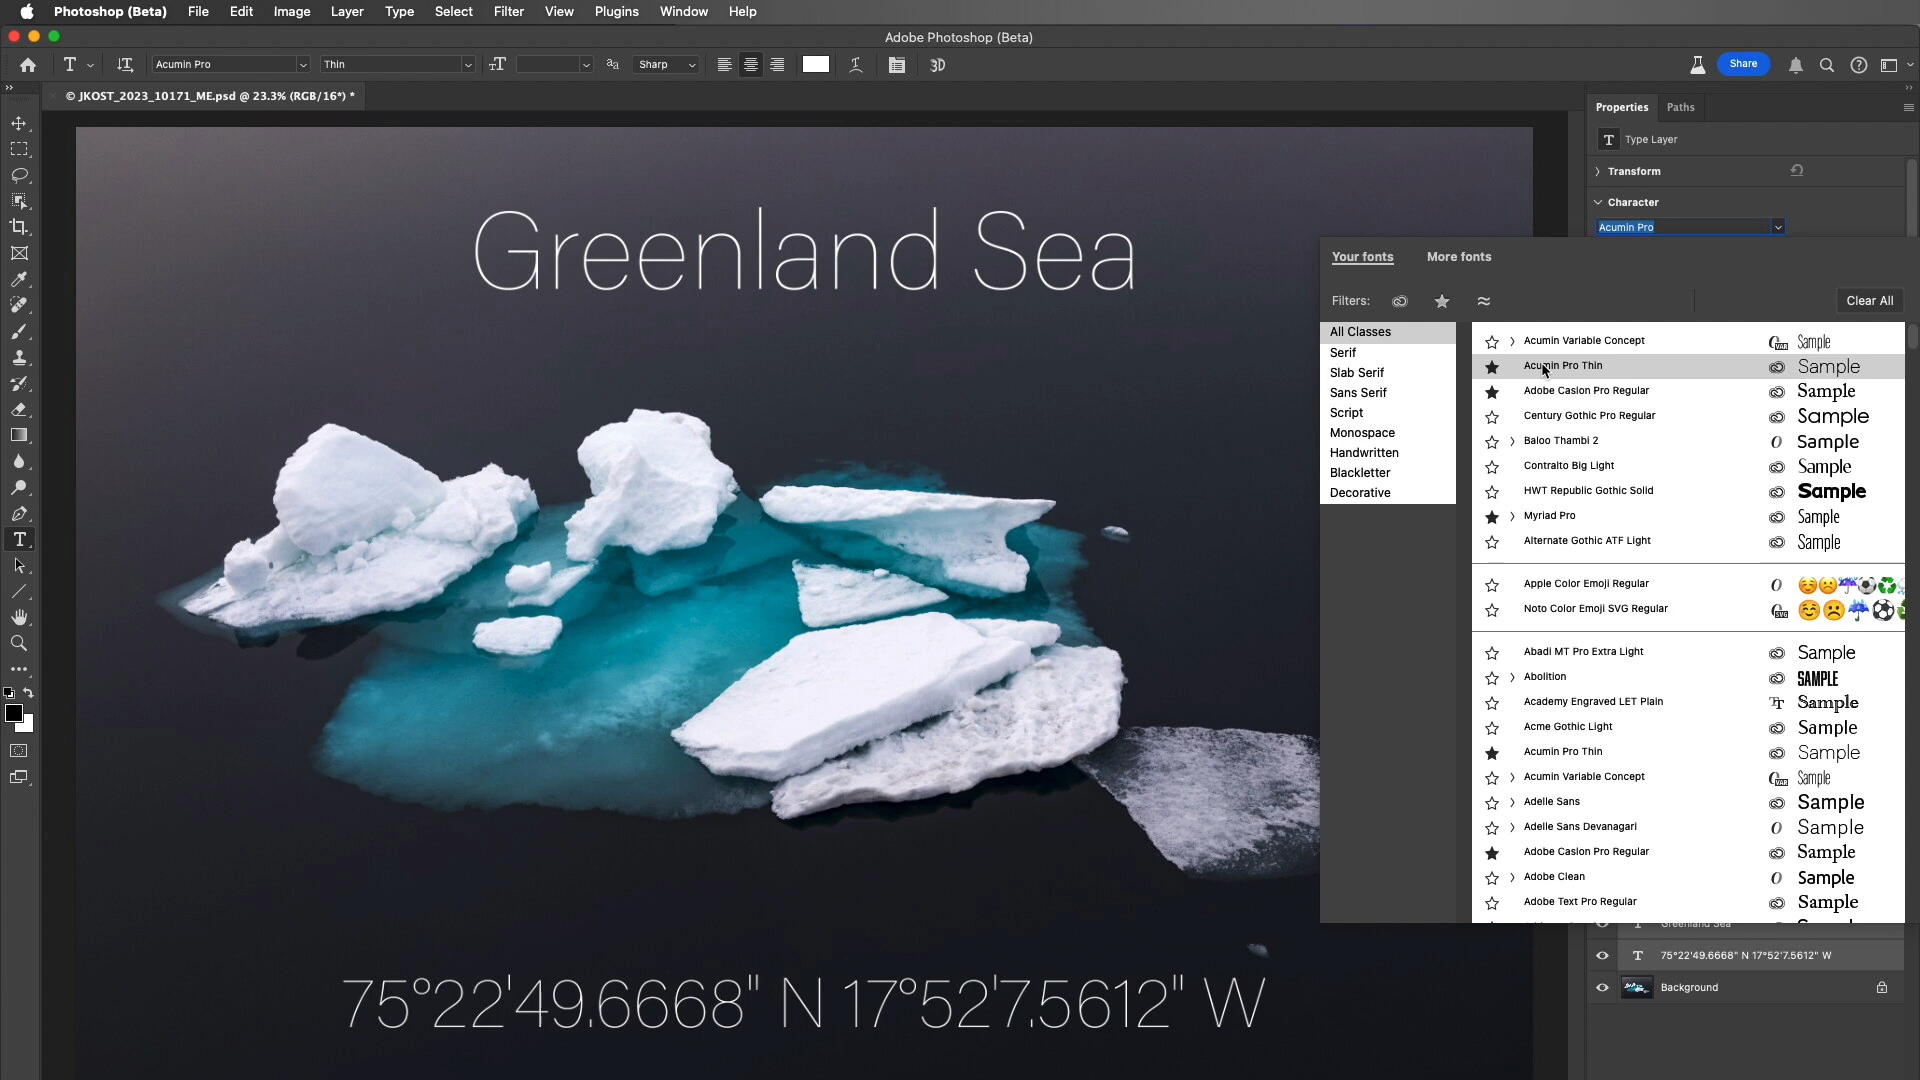 Photoshop (Beta) File Edit Image Layer Type Select Filter View Plugins Window Help
Adobe Photoshop (Beta)
T Acumin Pro Thin aa Sharp 3D Share
© JKOST_2023_10171_ME.psd @ 23.3% (RGB/16*) *
Properties Paths
T Type Layer
Transform
Character
Acumin Pro
Greenland Sea
75°22'49.6668" N 17°52'7.5612" W
Your fonts More fonts
Filters: Clear All
All Classes
Serif
Slab Serif
Sans Serif
Script
Monospace
Handwritten
Blackletter
Decorative
Acumin Variable Concept Sample
Acumin Pro Thin Sample
Adobe Caslon Pro Regular Sample
Century Gothic Pro Regular Sample
Baloo Thambi 2 Sample
Contralto Big Light Sample
HWT Republic Gothic Solid Sample
Myriad Pro Sample
Alternate Gothic ATF Light Sample
Apple Color Emoji Regular
Noto Color Emoji SVG Regular
Abadi MT Pro Extra Light Sample
Abolition SAMPLE
Academy Engraved LET Plain Sample
Acme Gothic Light Sample
Acumin Pro Thin Sample
Acumin Variable Concept Sample
Adelle Sans Sample
Adelle Sans Devanagari Sample
Adobe Caslon Pro Regular Sample
Adobe Clean Sample
Adobe Text Pro Regular Sample
Greenland Sea
T 75°22'49.6668" N 17°52'7.5612" W
Background